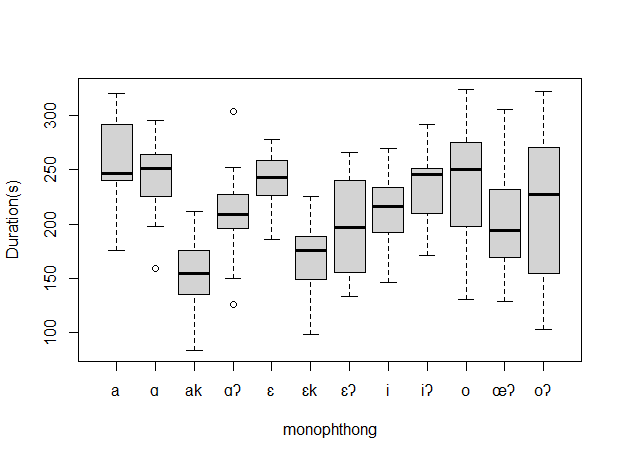 Duration(s)
300
250
200
150
100
a ɑ ak ɑʔ ɛ ɛk ɛʔ i iʔ o œʔ oʔ
monophthong